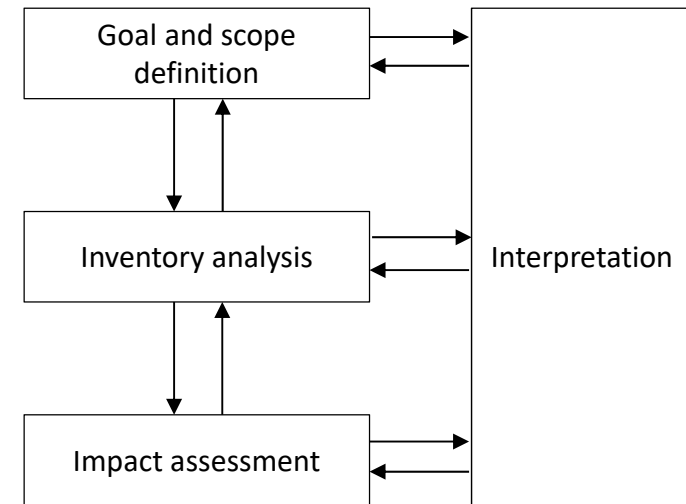 Goal and scope
definition
Inventory analysis
Interpretation
Impact assessment